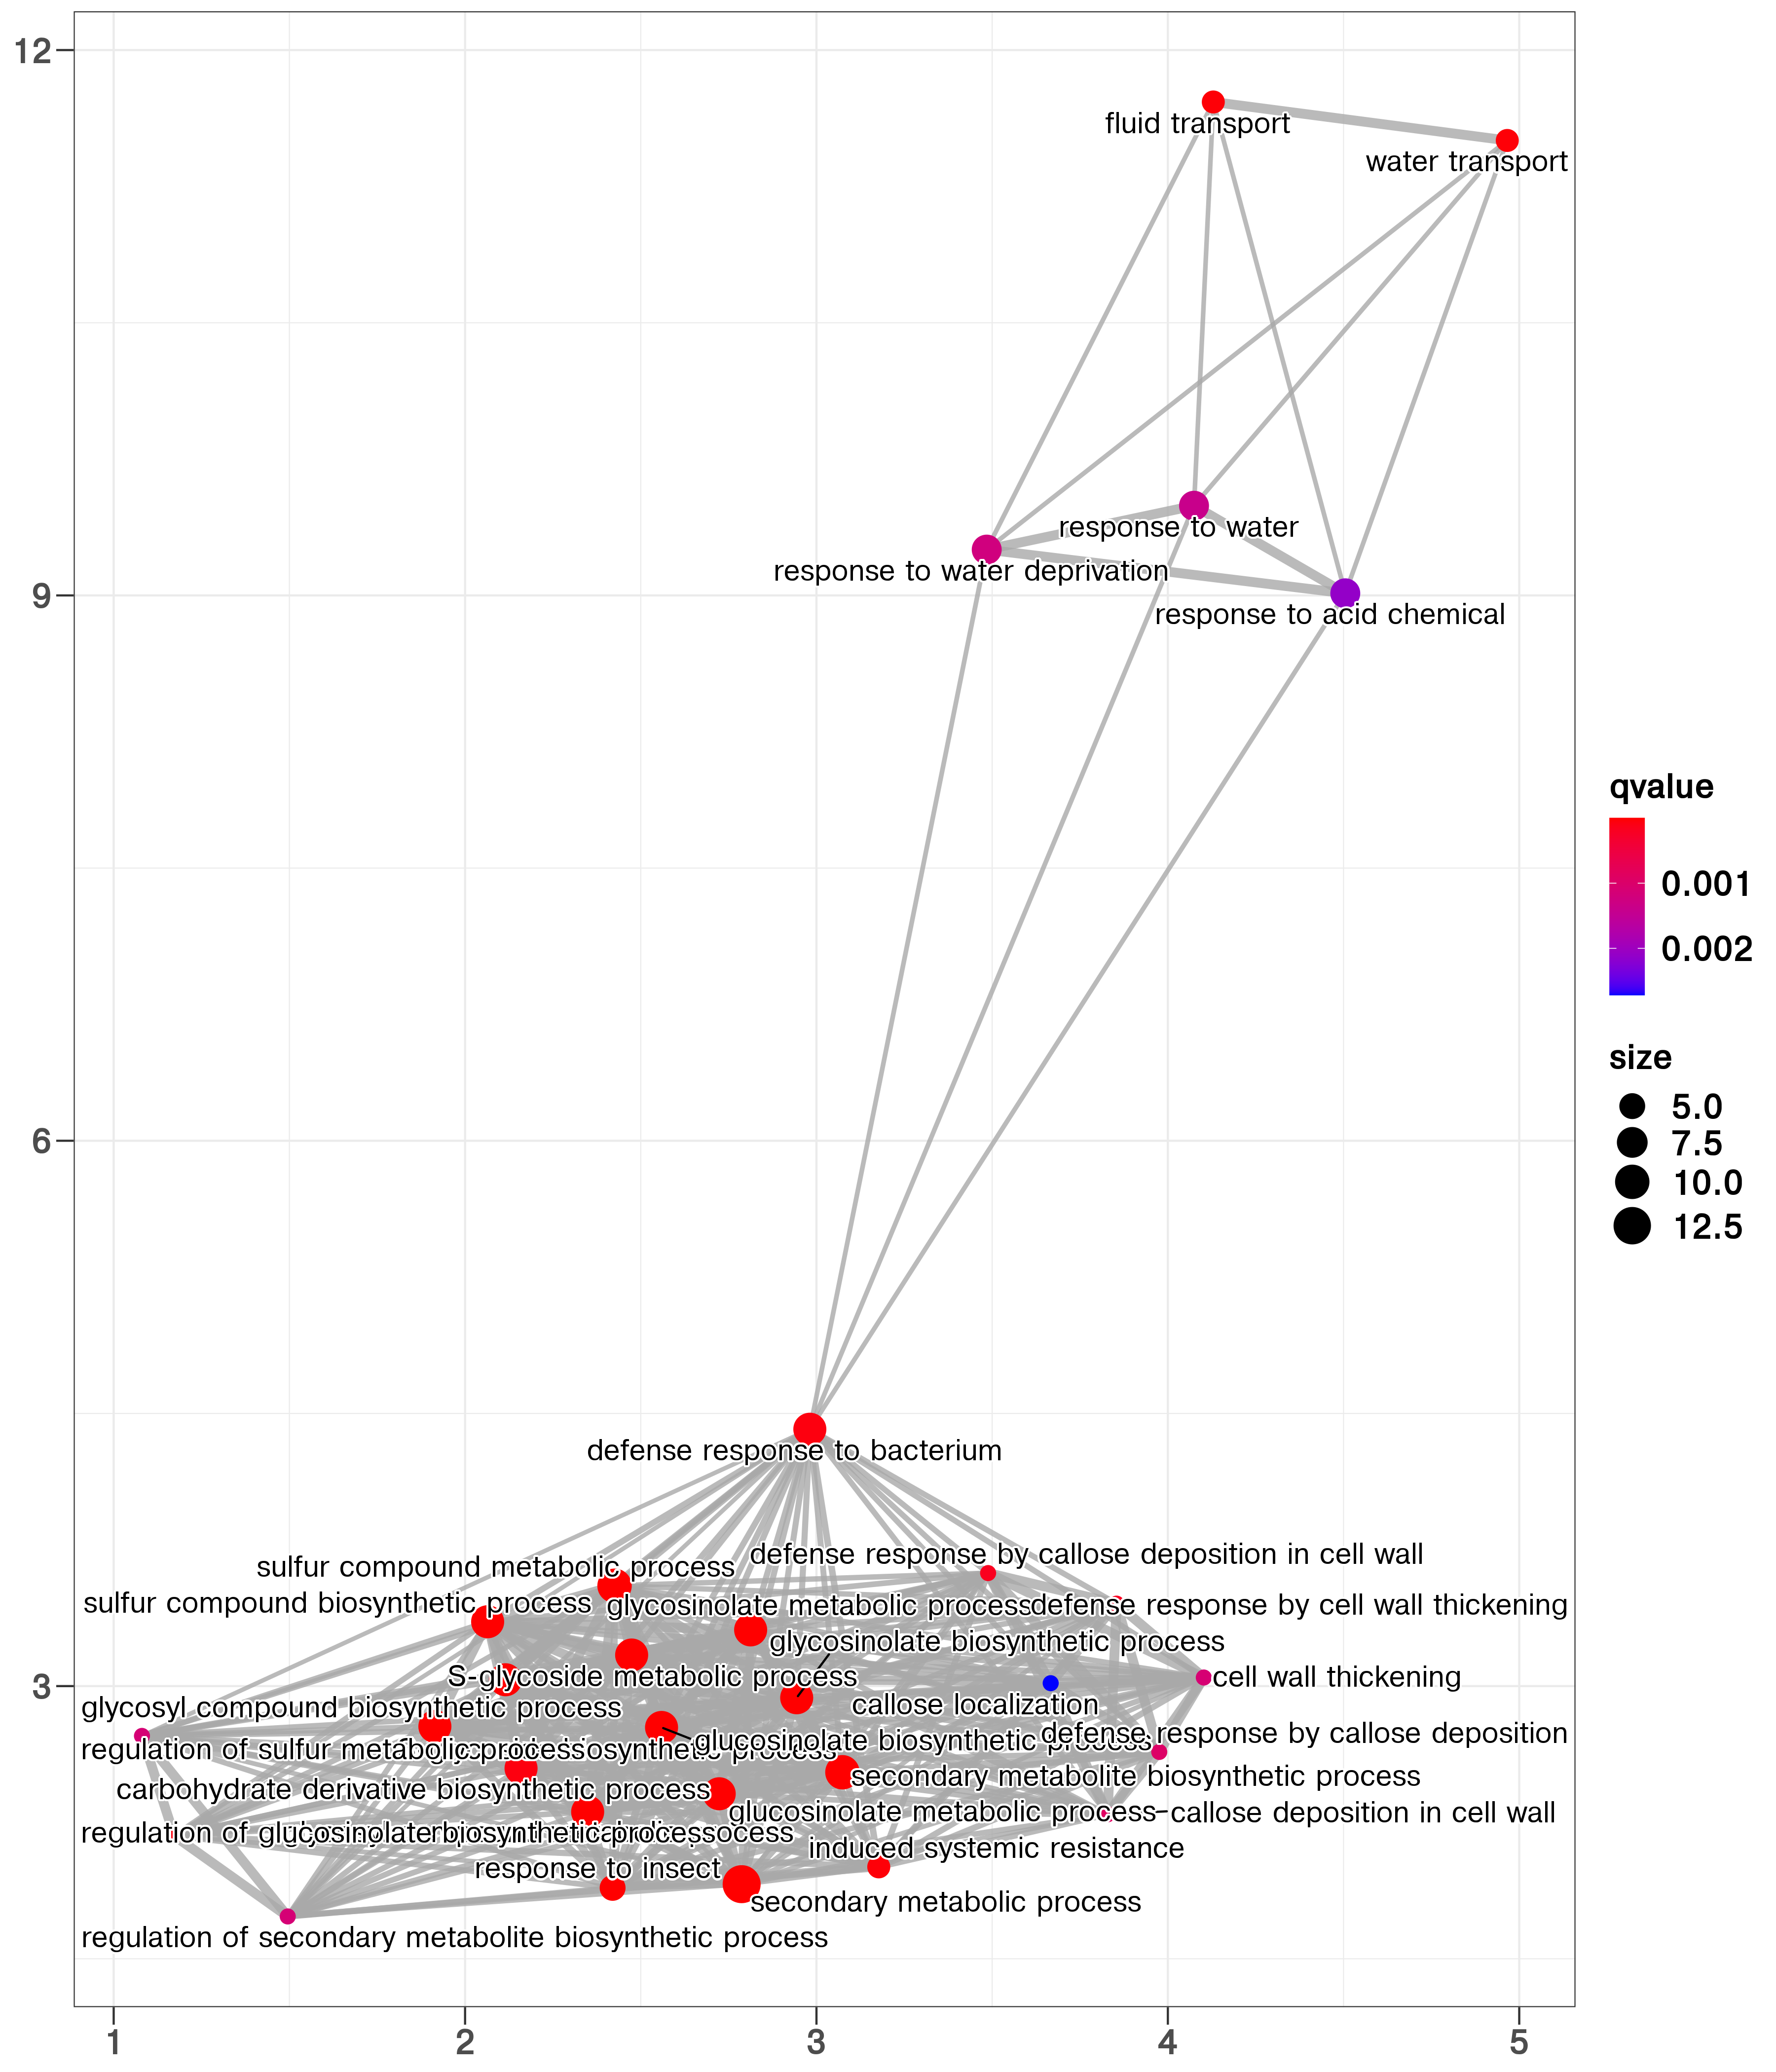 12
fluid transport
water transport
response to water
response to water deprivation
9
response to acid chemical
qvalue
0.001
0.002
size
5.0
7.5
10.0
12.5
6
defense response to bacterium
defense response by callose deposition in cell wall
sulfur compound metabolic process
sulfur compound biosynthetic process
glycosinolate metabolic process
defense response by cell wall thickening
glycosinolate biosynthetic process
3
S-glycoside metabolic process
cell wall thickening
glycosyl compound biosynthetic process
callose localization
defense response by callose deposition
glucosinolate biosynthetic process
regulation of sulfur metabolic process
secondary metabolite biosynthetic process
carbohydrate derivative biosynthetic process
glucosinolate metabolic process
callose deposition in cell wall
regulation of glucosinolate biosynthetic process
induced systemic resistance
response to insect
secondary metabolic process
regulation of secondary metabolite biosynthetic process
1
2
3
4
5